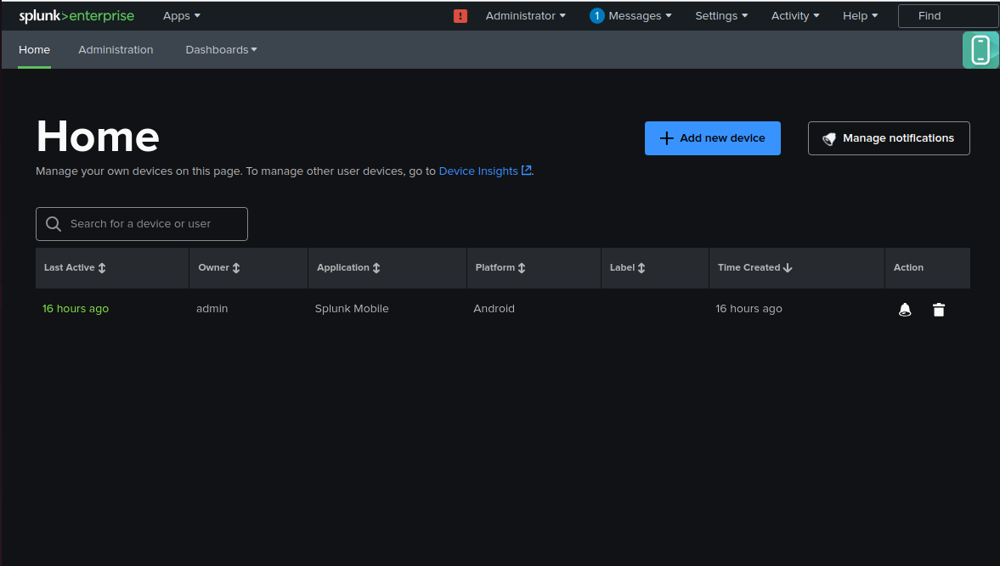 splunk>enterprise Apps ! Administrator 1 Messages Settings Activity Help Find
Home Administration Dashboards
Home
Add new device
Manage notifications
Manage your own devices on this page. To manage other user devices, go to Device Insights.
Search for a device or user
Last Active Owner Application Platform Label Time Created Action
16 hours ago admin Splunk Mobile Android 16 hours ago